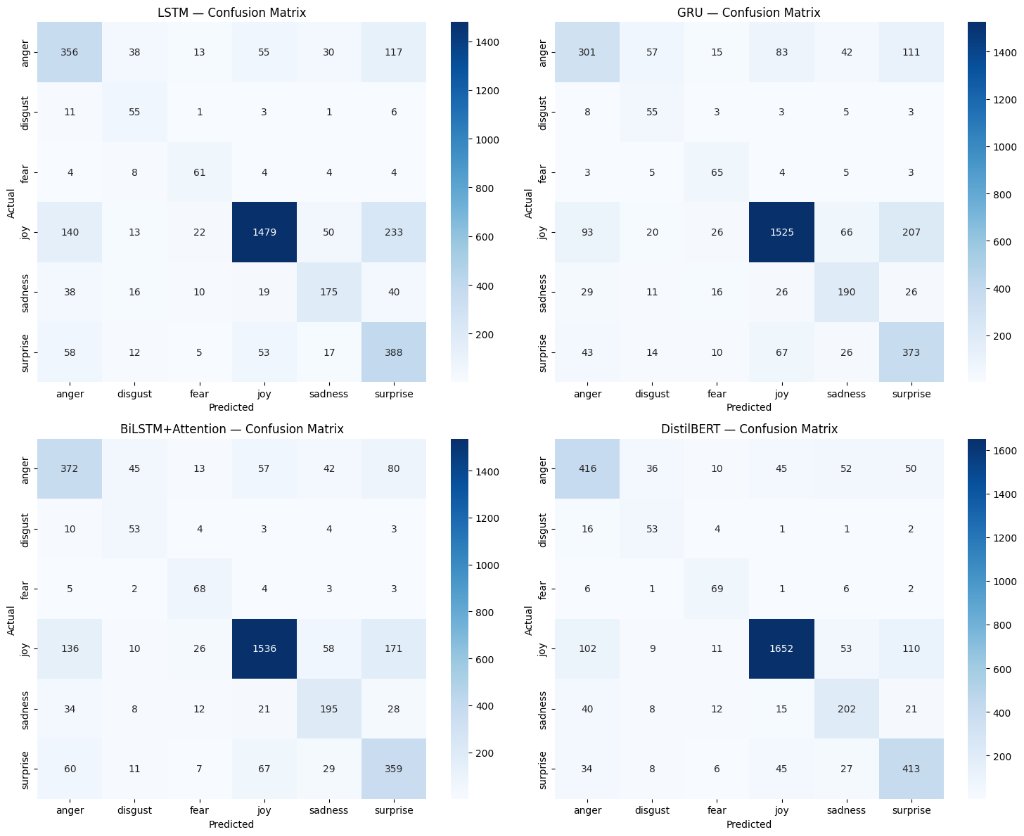 LSTM — Confusion Matrix
anger 356 38 13 55 30 117
disgust 11 55 1 3 1 6
fear 4 8 61 4 4 4
joy 140 13 22 1479 50 233
sadness 38 16 10 19 175 40
surprise 58 12 5 53 17 388
anger disgust fear joy sadness surprise
Predicted
Actual
1400
1200
1000
800
600
400
200
GRU — Confusion Matrix
anger 301 57 15 83 42 111
disgust 8 55 3 3 5 3
fear 3 5 65 4 5 3
joy 93 20 26 1525 66 207
sadness 29 11 16 26 190 26
surprise 43 14 10 67 26 373
anger disgust fear joy sadness surprise
Predicted
Actual
1400
1200
1000
800
600
400
200
BiLSTM+Attention — Confusion Matrix
anger 372 45 13 57 42 80
disgust 10 53 4 3 4 3
fear 5 2 68 4 3 3
joy 136 10 26 1536 58 171
sadness 34 8 12 21 195 28
surprise 60 11 7 67 29 359
anger disgust fear joy sadness surprise
Predicted
Actual
1400
1200
1000
800
600
400
200
DistilBERT — Confusion Matrix
anger 416 36 10 45 52 50
disgust 16 53 4 1 1 2
fear 6 1 69 1 6 2
joy 102 9 11 1652 53 110
sadness 40 8 12 15 202 21
surprise 34 8 6 45 27 413
anger disgust fear joy sadness surprise
Predicted
Actual
1600
1400
1200
1000
800
600
400
200